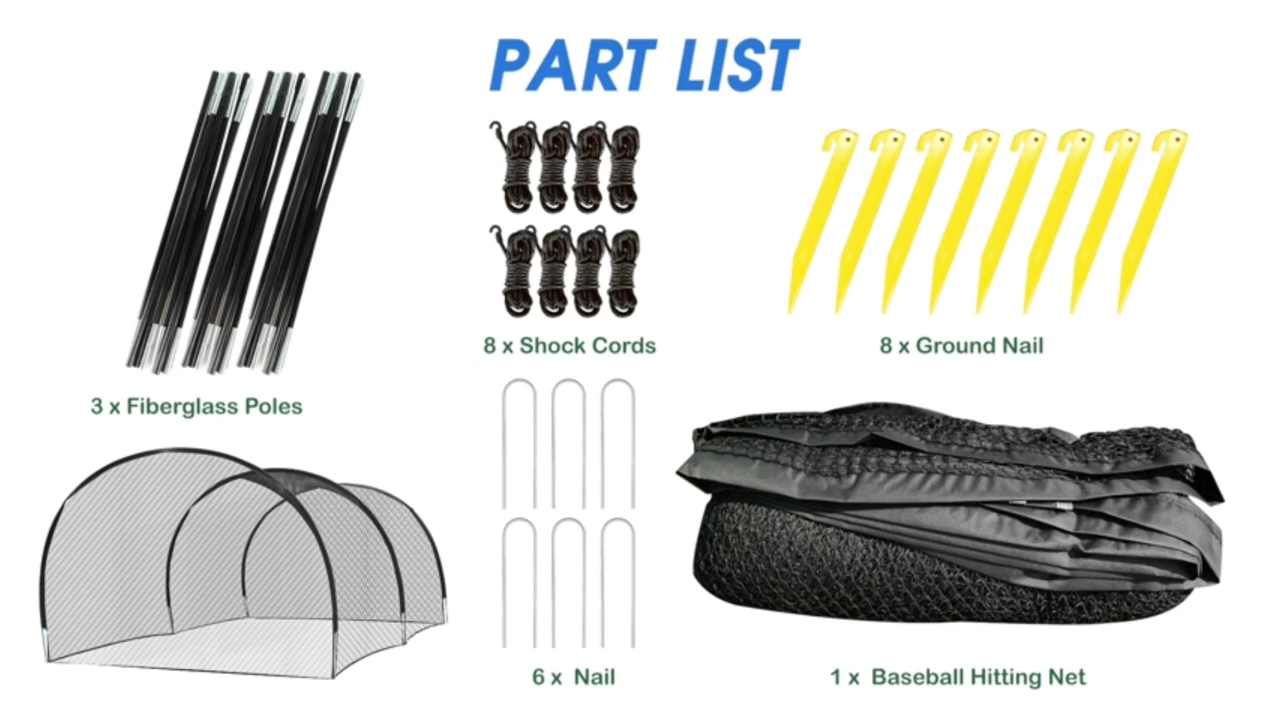 PART LIST
8 x Shock Cords
8 x Ground Nail
3 x Fiberglass Poles
6 x Nail
1 x Baseball Hitting Net